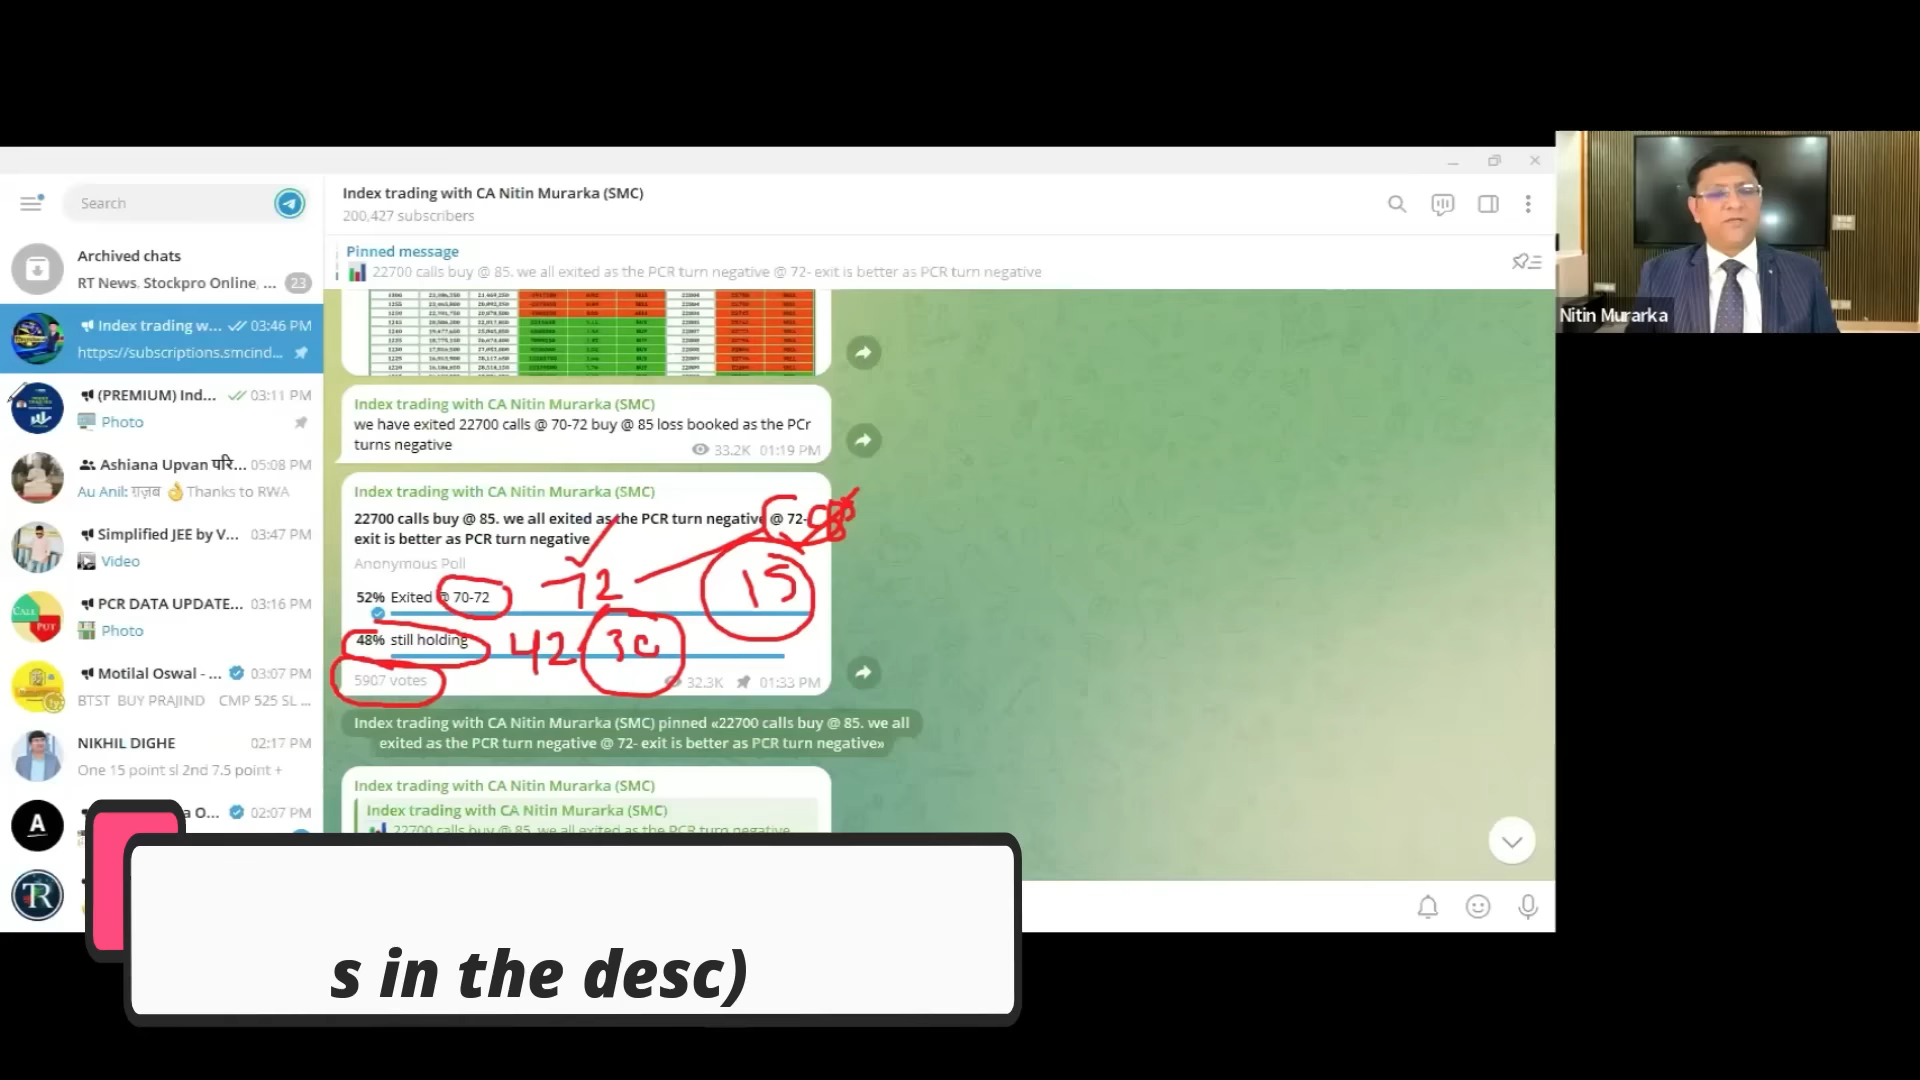 Search
Archived chats
RT News, Stockpro Online, ...
23
Index trading w...
03:46 PM
https://subscriptions.smcind...
(PREMIUM) Ind...
03:11 PM
Photo
Ashiana Upvan परि...
05:08 PM
Au Anil: ग़ज़ब 👌Thanks to RWA
Simplified JEE by V...
03:47 PM
Video
PCR DATA UPDATE...
03:16 PM
Photo
Motilal Oswal - ...
03:07 PM
BTST BUY PRAJIND CMP 525 SL ...
NIKHIL DIGHE
02:17 PM
One 15 point sl 2nd 7.5 point +
a O...
02:07 PM
Index trading with CA Nitin Murarka (SMC)
200,427 subscribers
Pinned message
22700 calls buy @ 85. we all exited as the PCR turn negative @ 72- exit is better as PCR turn negative
Index trading with CA Nitin Murarka (SMC)
we have exited 22700 calls @ 70-72 buy @ 85 loss booked as the PCr
turns negative
33.2K 01:19 PM
Index trading with CA Nitin Murarka (SMC)
22700 calls buy @ 85. we all exited as the PCR turn negative @ 72-
exit is better as PCR turn negative
Anonymous Poll
52% Exited @ 70-72
72
15
48% still holding
42
30
5907 votes
32.3K 01:33 PM
Index trading with CA Nitin Murarka (SMC) pinned «22700 calls buy @ 85. we all
exited as the PCR turn negative @ 72- exit is better as PCR turn negative»
Index trading with CA Nitin Murarka (SMC)
Index trading with CA Nitin Murarka (SMC)
22700 calls buy @ 85. we all exited as the PCR turn negative
Nitin Murarka
s in the desc)